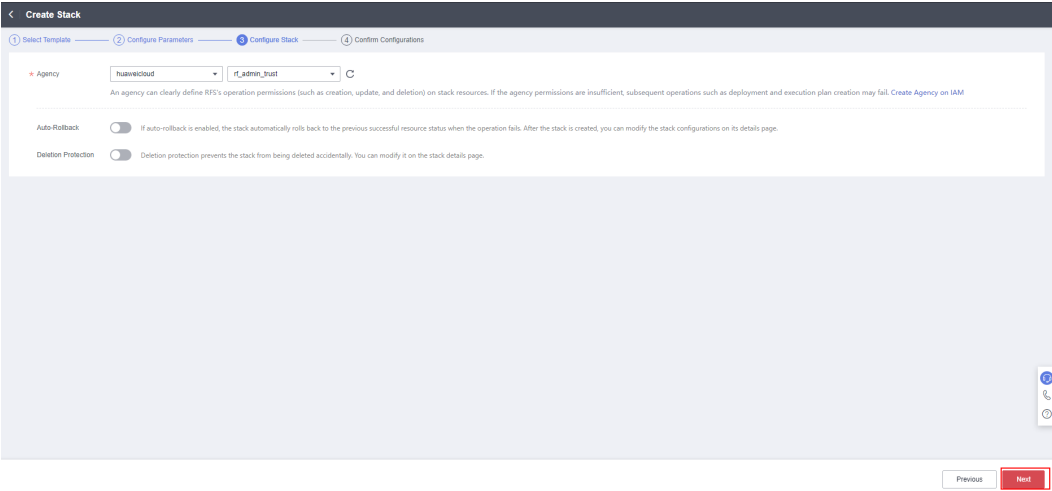 Create Stack
1 Select Template 2 Configure Parameters 3 Configure Stack 4 Confirm Configurations
* Agency huaweicloud rf_admin_trust
An agency can clearly define RFS's operation permissions (such as creation, update, and deletion) on stack resources. If the agency permissions are insufficient, subsequent operations such as deployment and execution plan creation may fail. Create Agency on IAM
Auto-Rollback If auto-rollback is enabled, the stack automatically rolls back to the previous successful resource status when the operation fails. After the stack is created, you can modify the stack configurations on its details page.
Deletion Protection Deletion protection prevents the stack from being deleted accidentally. You can modify it on the stack details page.
Previous Next